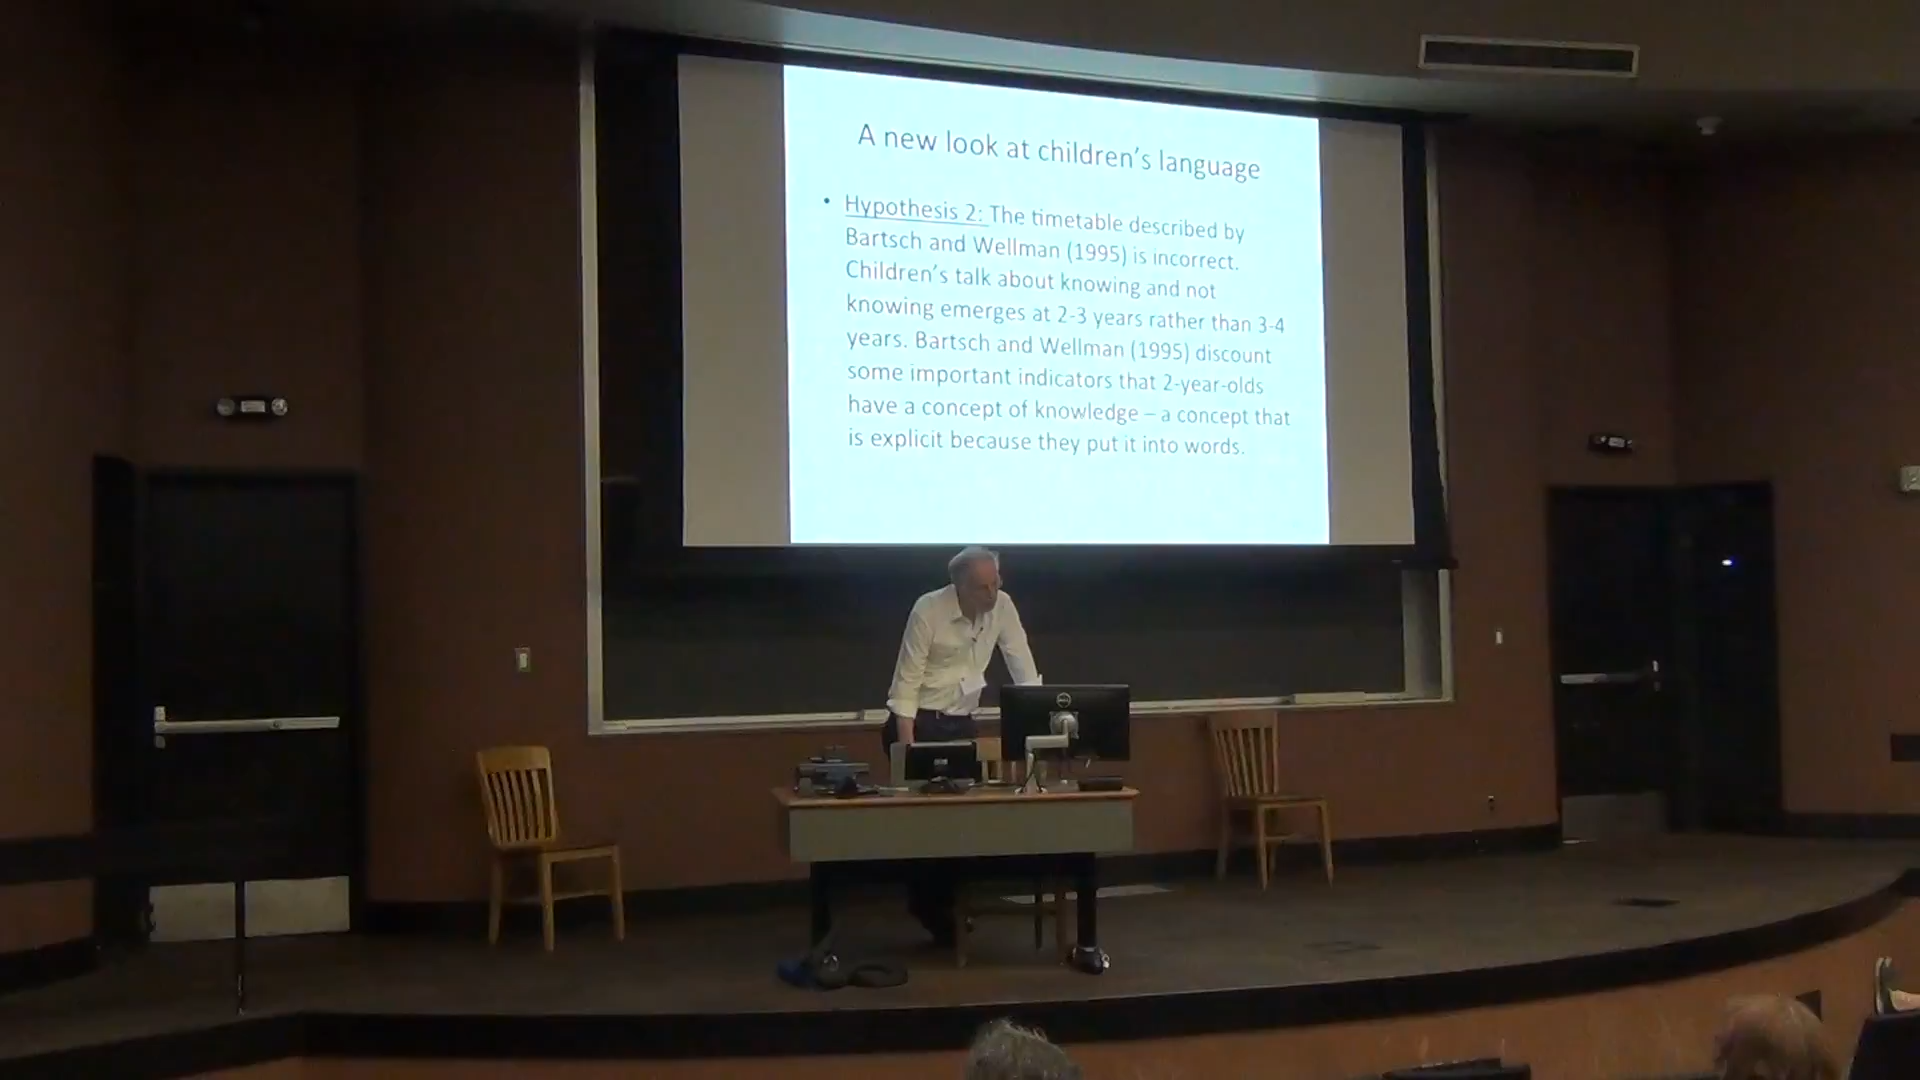 A new look at children's language
• Hypothesis 2: The timetable described by
Bartsch and Wellman (1995) is incorrect.
Children's talk about knowing and not
knowing emerges at 2-3 years rather than 3-4
years. Bartsch and Wellman (1995) discount
some important indicators that 2-year-olds
have a concept of knowledge – a concept that
is explicit because they put it into words.
DELL